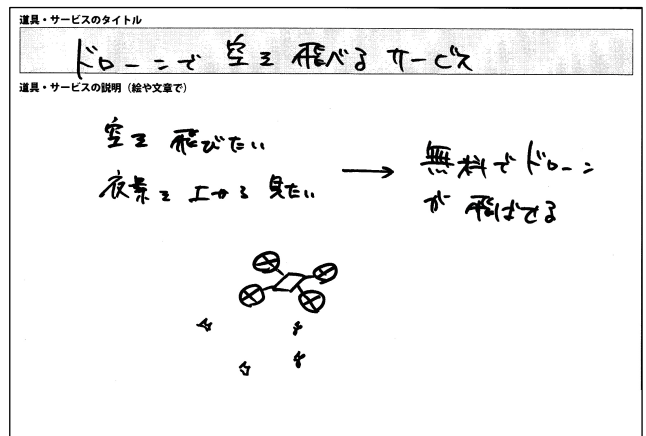 道具・サービスのタイトル
ドローンで空を飛べるサービス
道具・サービスの説明（絵や文章で）
空を飛びたい
夜景を上から見たい
→
無料でドローン
が飛ばせる